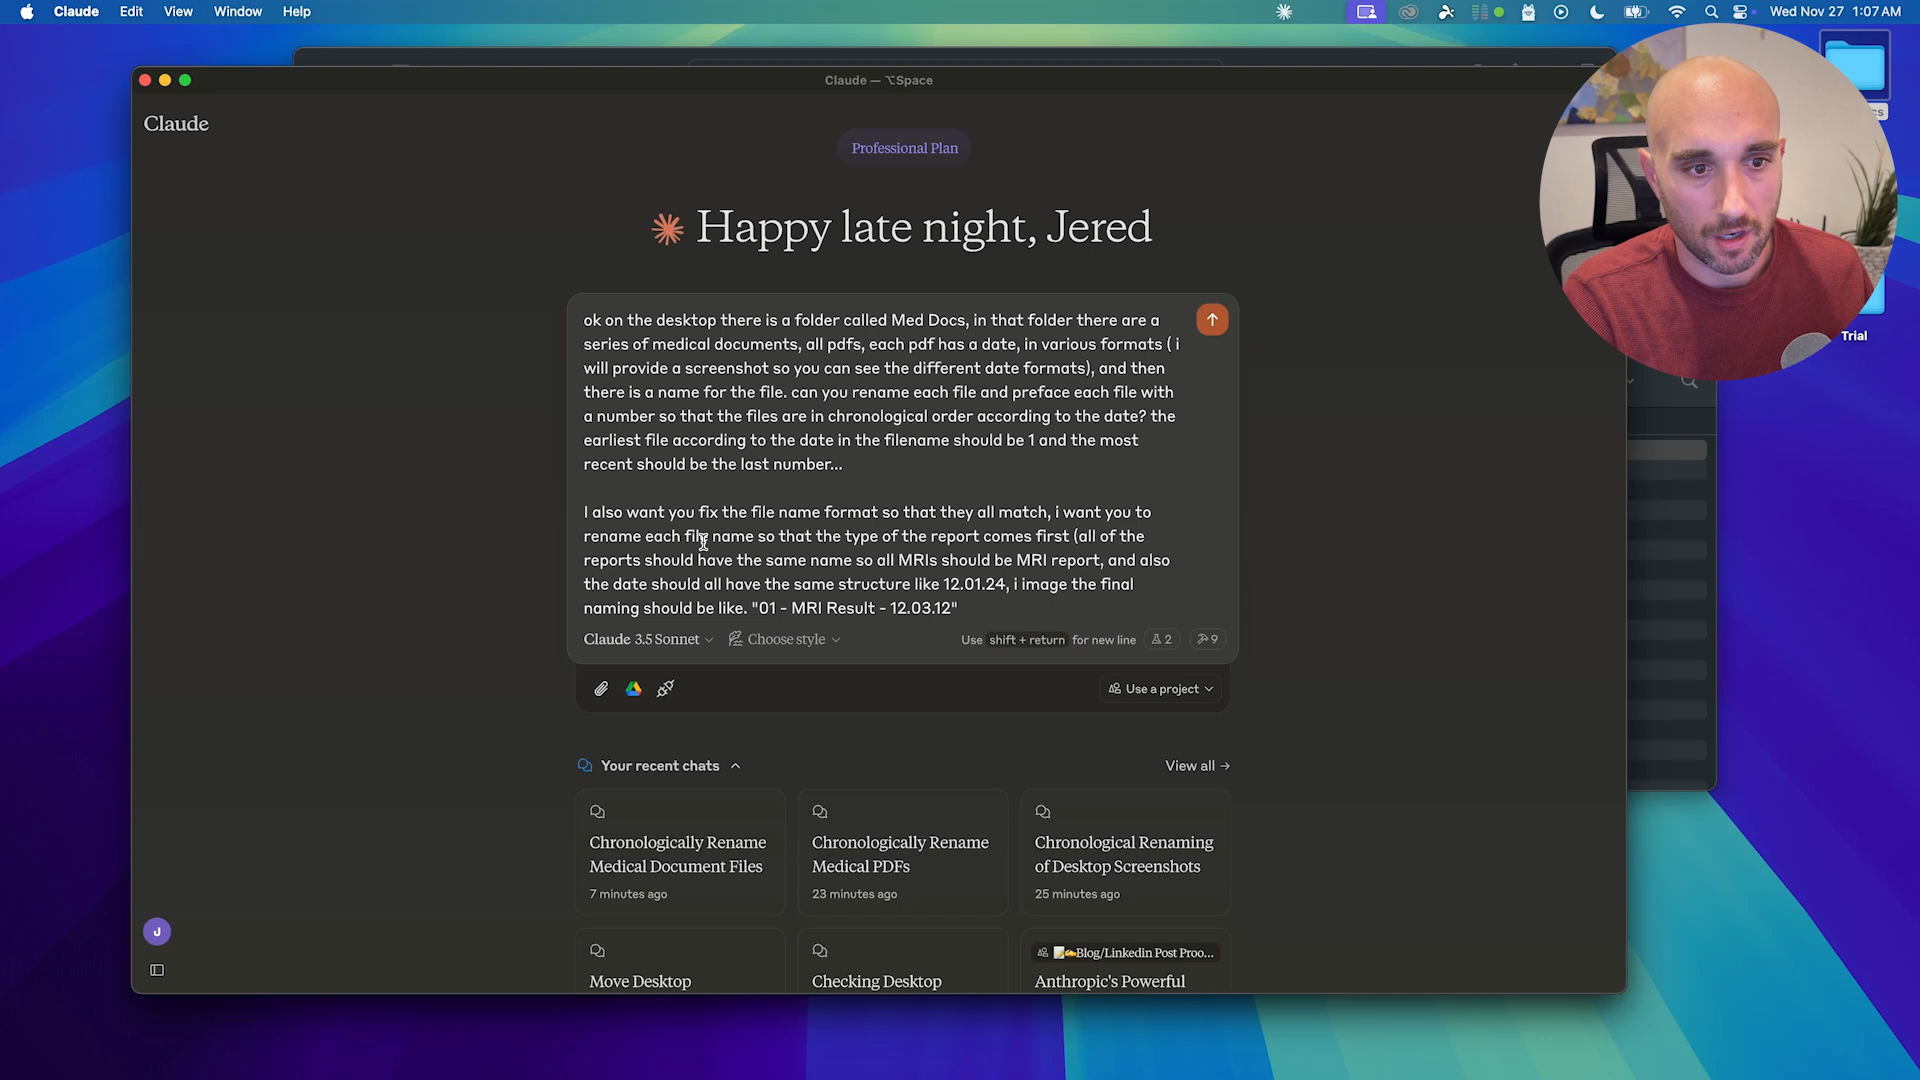 Claude Edit View Window Help
Wed Nov 27 1:07 AM
Claude — ⌥Space
Claude
Professional Plan
Happy late night, Jered
ok on the desktop there is a folder called Med Docs, in that folder there are a
series of medical documents, all pdfs, each pdf has a date, in various formats ( i
will provide a screenshot so you can see the different date formats), and then
there is a name for the file. can you rename each file and preface each file with
a number so that the files are in chronological order according to the date? the
earliest file according to the date in the filename should be 1 and the most
recent should be the last number...
I also want you fix the file name format so that they all match, i want you to
rename each file name so that the type of the report comes first (all of the
reports should have the same name so all MRIs should be MRI report, and also
the date should all have the same structure like 12.01.24, i image the final
naming should be like. "01 - MRI Result - 12.03.12"
Claude 3.5 Sonnet Choose style Use shift + return for new line 2 9
Use a project
Your recent chats View all →
Chronologically Rename
Medical Document Files
7 minutes ago
Chronologically Rename
Medical PDFs
23 minutes ago
Chronological Renaming
of Desktop Screenshots
25 minutes ago
Move Desktop
Checking Desktop
📝✍️Blog/Linkedin Post Proo...
Anthropic's Powerful
J
Trial